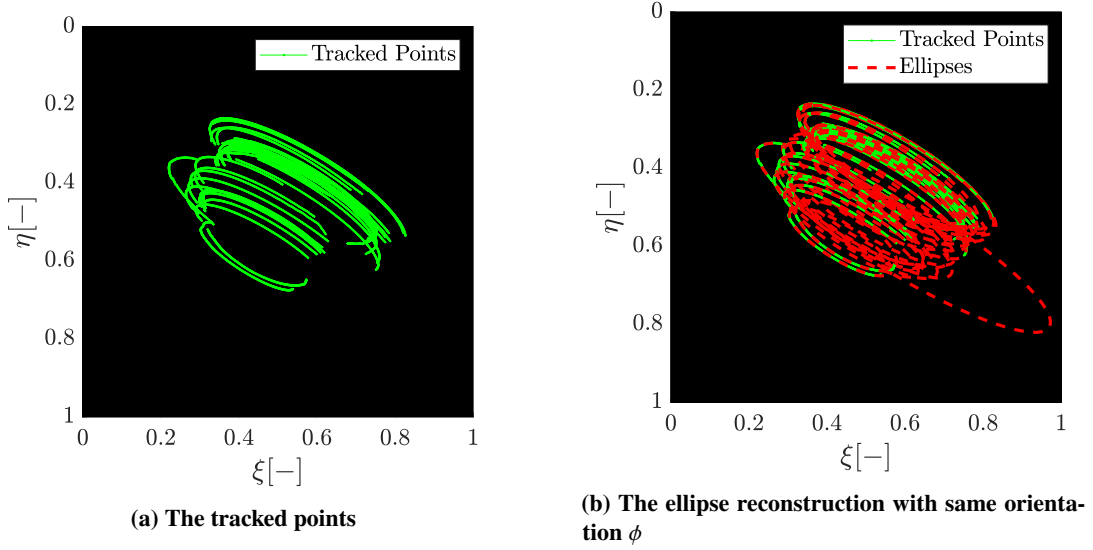 0
0.2
0.4
0.6
0.8
1
η[−]
0 0.2 0.4 0.6 0.8 1
ξ[−]
Tracked Points
(a) The tracked points
0
0.2
0.4
0.6
0.8
1
η[−]
0 0.2 0.4 0.6 0.8 1
ξ[−]
Tracked Points
Ellipses
(b) The ellipse reconstruction with same orienta-
tion ϕ